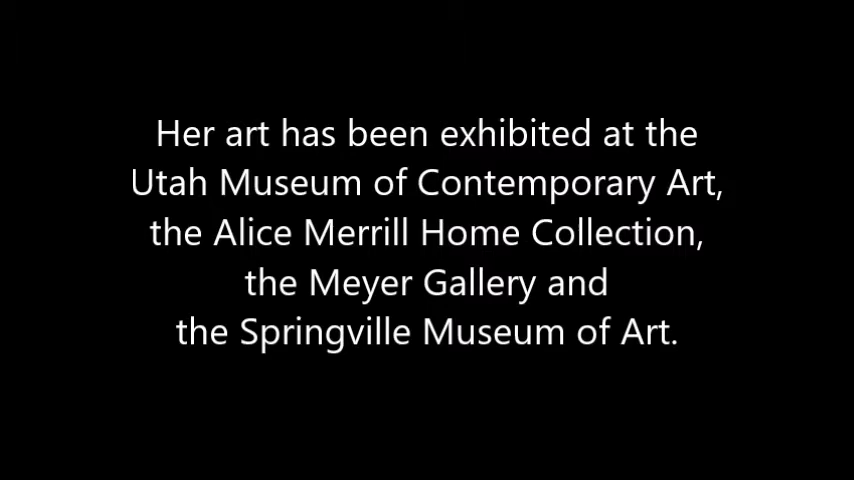 Her art has been exhibited at the
Utah Museum of Contemporary Art,
the Alice Merrill Home Collection,
the Meyer Gallery and
the Springville Museum of Art.